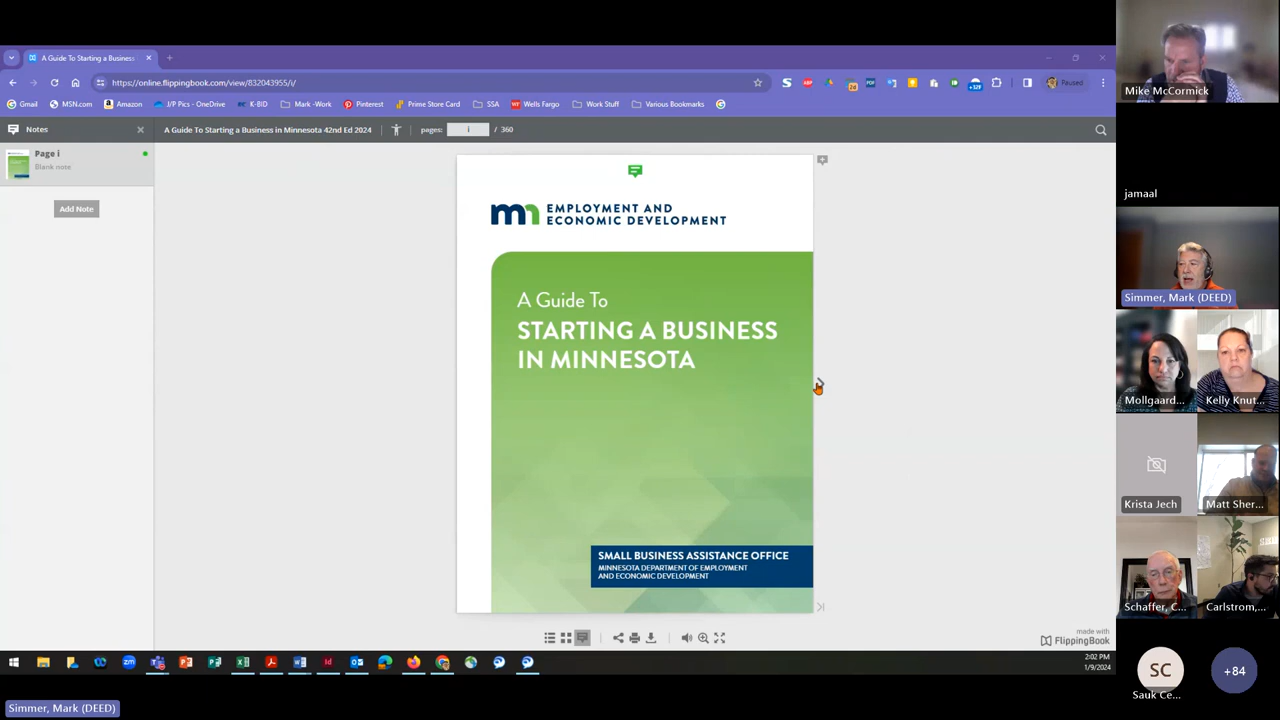 A Guide To Starting a Business
https://online.flippingbook.com/view/832043955/i/
Paused
Gmail
MSN.com
Amazon
J/P Pics - OneDrive
K-BID
Mark -Work
Pinterest
Prime Store Card
SSA
Wells Fargo
Work Stuff
Various Bookmarks
Notes
A Guide To Starting a Business in Minnesota 42nd Ed 2024
pages:
i
/ 360
Page i
Blank note
Add Note
mn
EMPLOYMENT AND
ECONOMIC DEVELOPMENT
A Guide To
STARTING A BUSINESS
IN MINNESOTA
SMALL BUSINESS ASSISTANCE OFFICE
MINNESOTA DEPARTMENT OF EMPLOYMENT
AND ECONOMIC DEVELOPMENT
made with
FlippingBook
2:02 PM
1/9/2024
Simmer, Mark (DEED)
Mike McCormick
jamaal
Simmer, Mark (DEED)
Mollgaard...
Kelly Knut...
Krista Jech
Matt Sher...
Schaffer, C...
Carlstrom,...
SC
Sauk Ce...
+84